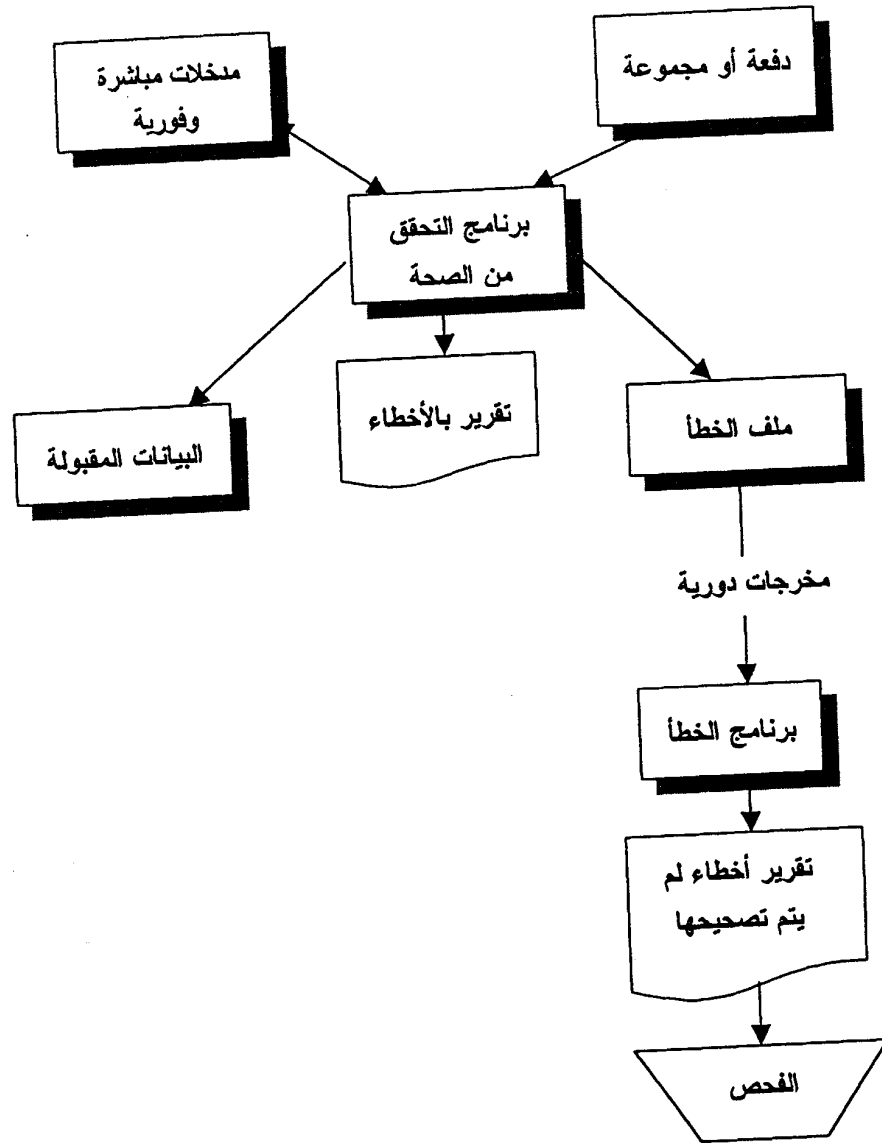 دفعة أو مجموعة
مدخلات مباشرة
وفورية
برنامج التحقق
من الصحة
ملف الخطأ
تقرير بالأخطاء
البيانات المقبولة
مخرجات دورية
برنامج الخطأ
تقرير أخطاء لم
يتم تصحيحها
الفحص